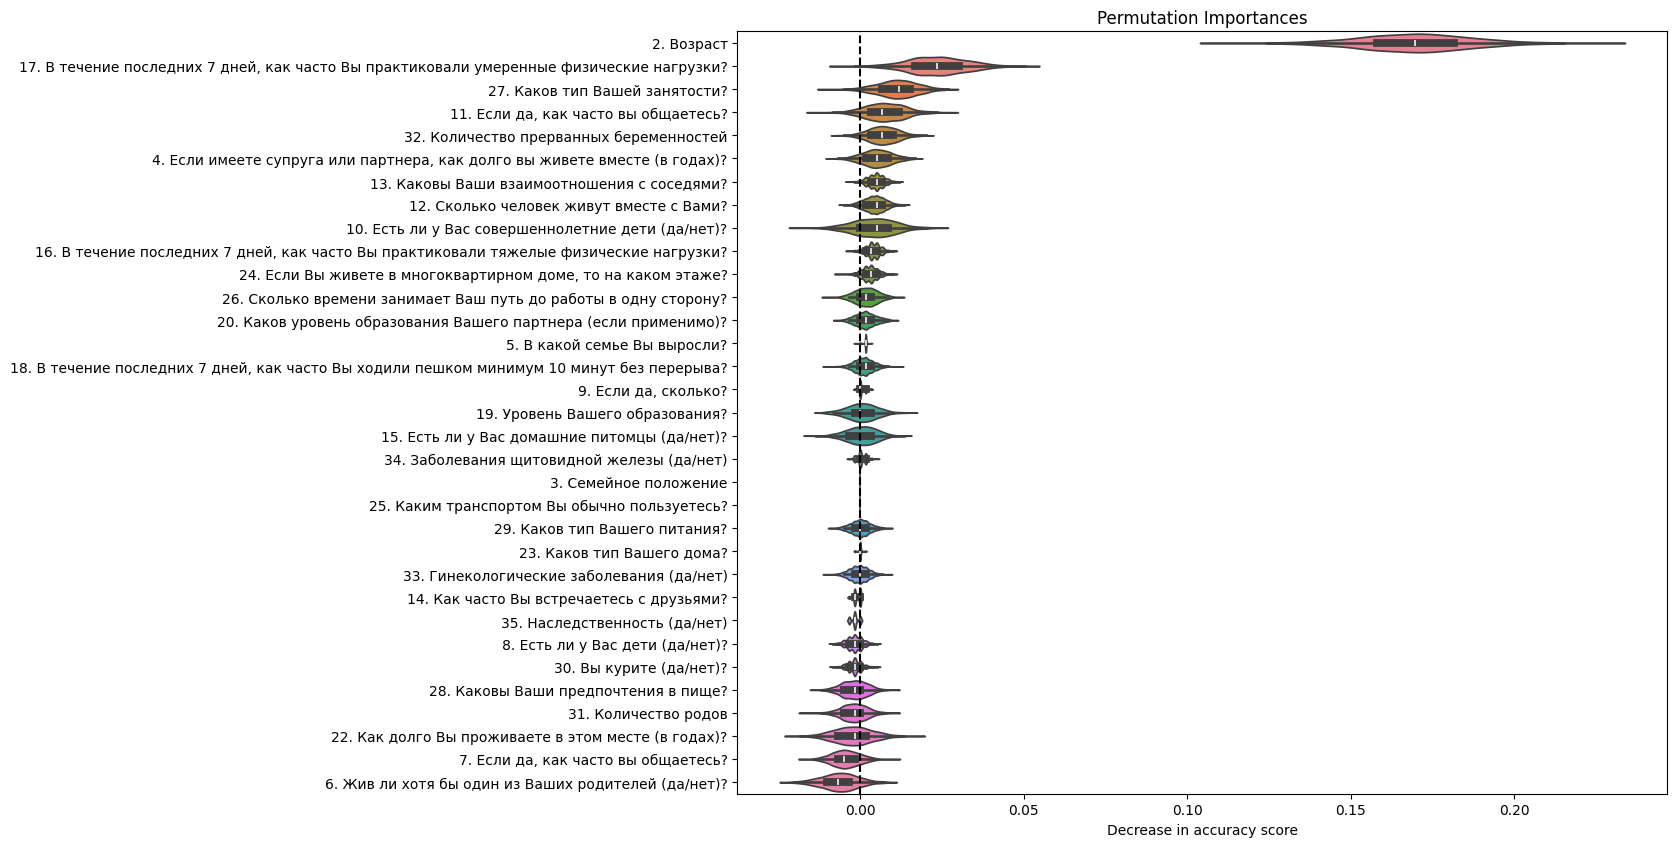 Permutation Importances
2. Возраст
17. В течение последних 7 дней, как часто Вы практиковали умеренные физические нагрузки?
27. Каков тип Вашей занятости?
11. Если да, как часто вы общаетесь?
32. Количество прерванных беременностей
4. Если имеете супруга или партнера, как долго вы живете вместе (в годах)?
13. Каковы Ваши взаимоотношения с соседями?
12. Сколько человек живут вместе с Вами?
10. Есть ли у Вас совершеннолетние дети (да/нет)?
16. В течение последних 7 дней, как часто Вы практиковали тяжелые физические нагрузки?
24. Если Вы живете в многоквартирном доме, то на каком этаже?
26. Сколько времени занимает Ваш путь до работы в одну сторону?
20. Каков уровень образования Вашего партнера (если применимо)?
5. В какой семье Вы выросли?
18. В течение последних 7 дней, как часто Вы ходили пешком минимум 10 минут без перерыва?
9. Если да, сколько?
19. Уровень Вашего образования?
15. Есть ли у Вас домашние питомцы (да/нет)?
34. Заболевания щитовидной железы (да/нет)
3. Семейное положение
25. Каким транспортом Вы обычно пользуетесь?
29. Каков тип Вашего питания?
23. Каков тип Вашего дома?
33. Гинекологические заболевания (да/нет)
14. Как часто Вы встречаетесь с друзьями?
35. Наследственность (да/нет)
8. Есть ли у Вас дети (да/нет)?
30. Вы курите (да/нет)?
28. Каковы Ваши предпочтения в пище?
31. Количество родов
22. Как долго Вы проживаете в этом месте (в годах)?
7. Если да, как часто вы общаетесь?
6. Жив ли хотя бы один из Ваших родителей (да/нет)?
0.00 0.05 0.10 0.15 0.20
Decrease in accuracy score